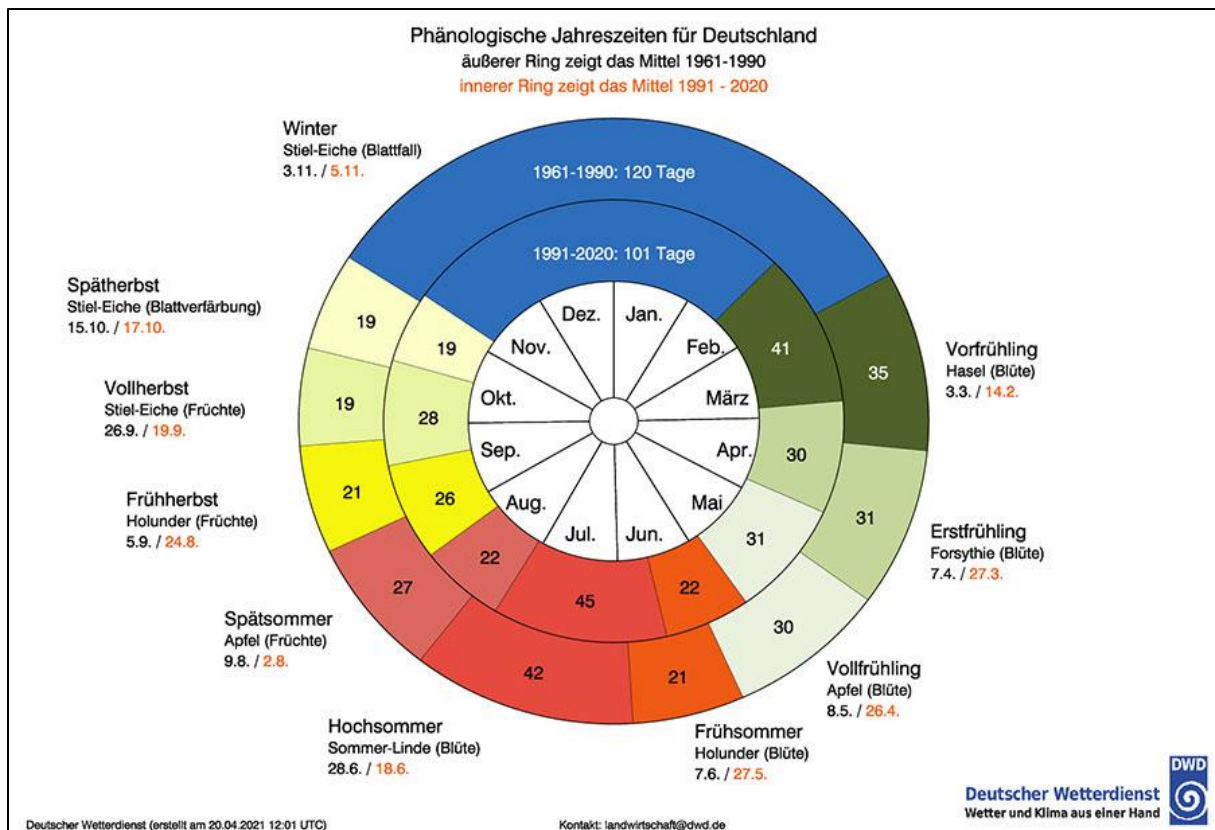 Phänologische Jahreszeiten für Deutschland
äußerer Ring zeigt das Mittel 1961-1990
innerer Ring zeigt das Mittel 1991 - 2020
Winter
Stiel-Eiche (Blattfall)
3.11. / 5.11.
1961-1990: 120 Tage
1991-2020: 101 Tage
Spätherbst
Stiel-Eiche (Blattverfärbung)
15.10. / 17.10.
Vollherbst
Stiel-Eiche (Früchte)
26.9. / 19.9.
Frühherbst
Holunder (Früchte)
5.9. / 24.8.
Spätsommer
Apfel (Früchte)
9.8. / 2.8.
Hochsommer
Sommer-Linde (Blüte)
28.6. / 18.6.
Frühsommer
Holunder (Blüte)
7.6. / 27.5.
Vollfrühling
Apfel (Blüte)
8.5. / 26.4.
Erstfrühling
Forsythie (Blüte)
7.4. / 27.3.
Vorfrühling
Hasel (Blüte)
3.3. / 14.2.
19
19
21
27
42
21
30
31
35
19
28
26
22
45
22
31
30
41
Jan.
Feb.
März
Apr.
Mai
Jun.
Jul.
Aug.
Sep.
Okt.
Nov.
Dez.
DWD
Deutscher Wetterdienst
Wetter und Klima aus einer Hand
Deutscher Wetterdienst (erstellt am 20.04.2021 12:01 UTC)
Kontakt: landwirtschaft@dwd.de